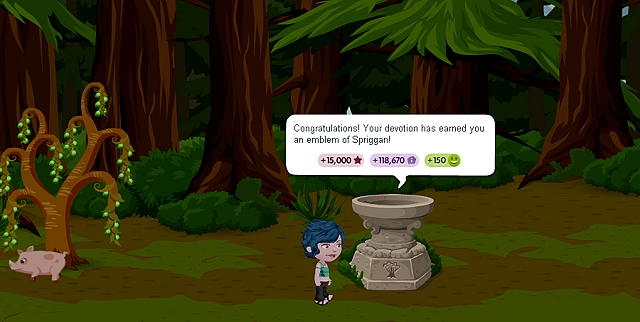 Congratulations! Your devotion has earned you
an emblem of Spriggan!
+15,000 +118,670 +150